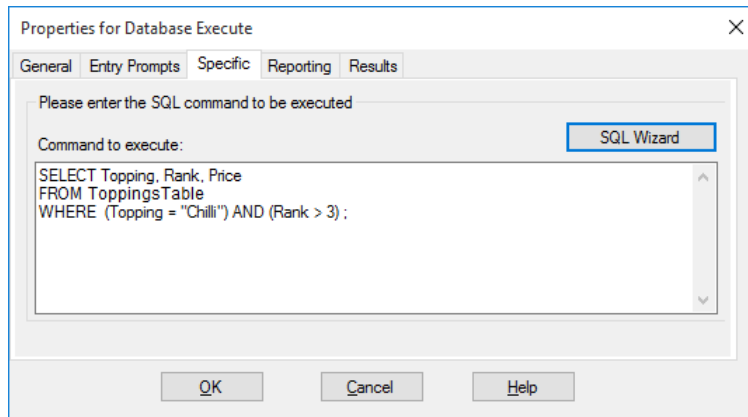 Properties for Database Execute
General Entry Prompts Specific Reporting Results
Please enter the SQL command to be executed
SQL Wizard
Command to execute:
SELECT Topping, Rank, Price
FROM ToppingsTable
WHERE (Topping = "Chilli") AND (Rank > 3) ;
OK Cancel Help